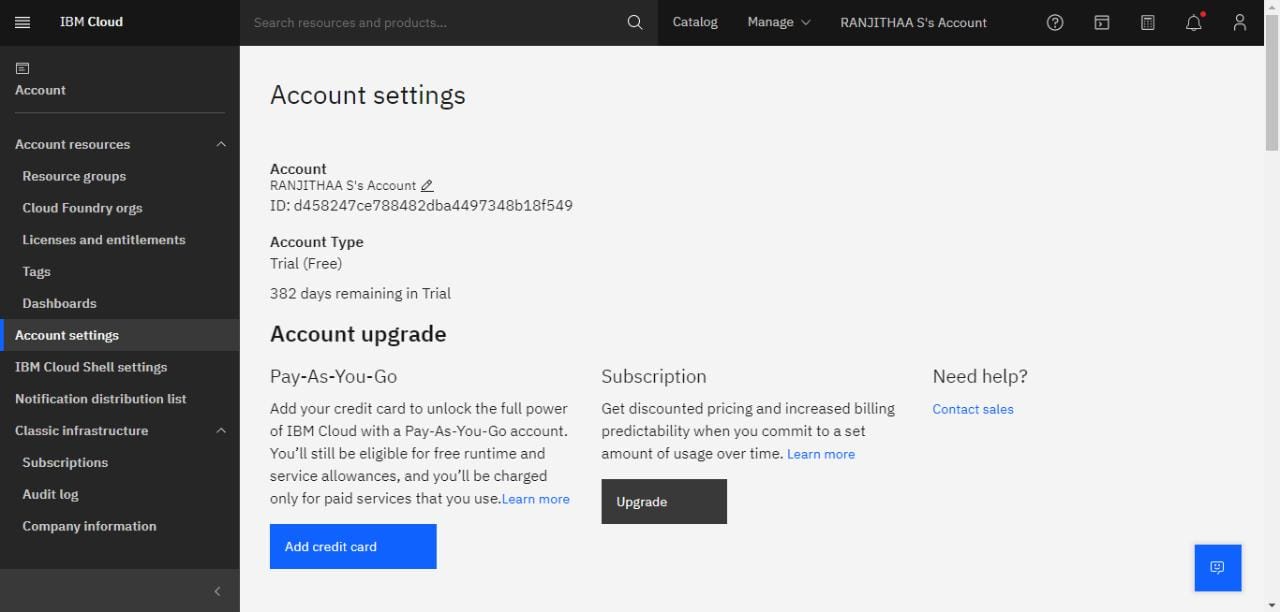 IBM Cloud
Search resources and products...
Catalog
Manage
RANJITHAA S's Account
Account
Account resources
Resource groups
Cloud Foundry orgs
Licenses and entitlements
Tags
Dashboards
Account settings
IBM Cloud Shell settings
Notification distribution list
Classic infrastructure
Subscriptions
Audit log
Company information
Account settings
Account
RANJITHAA S's Account
ID: d458247ce788482dba4497348b18f549
Account Type
Trial (Free)
382 days remaining in Trial
Account upgrade
Pay-As-You-Go
Add your credit card to unlock the full power
of IBM Cloud with a Pay-As-You-Go account.
You’ll still be eligible for free runtime and
service allowances, and you’ll be charged
only for paid services that you use.Learn more
Add credit card
Subscription
Get discounted pricing and increased billing
predictability when you commit to a set
amount of usage over time. Learn more
Upgrade
Need help?
Contact sales